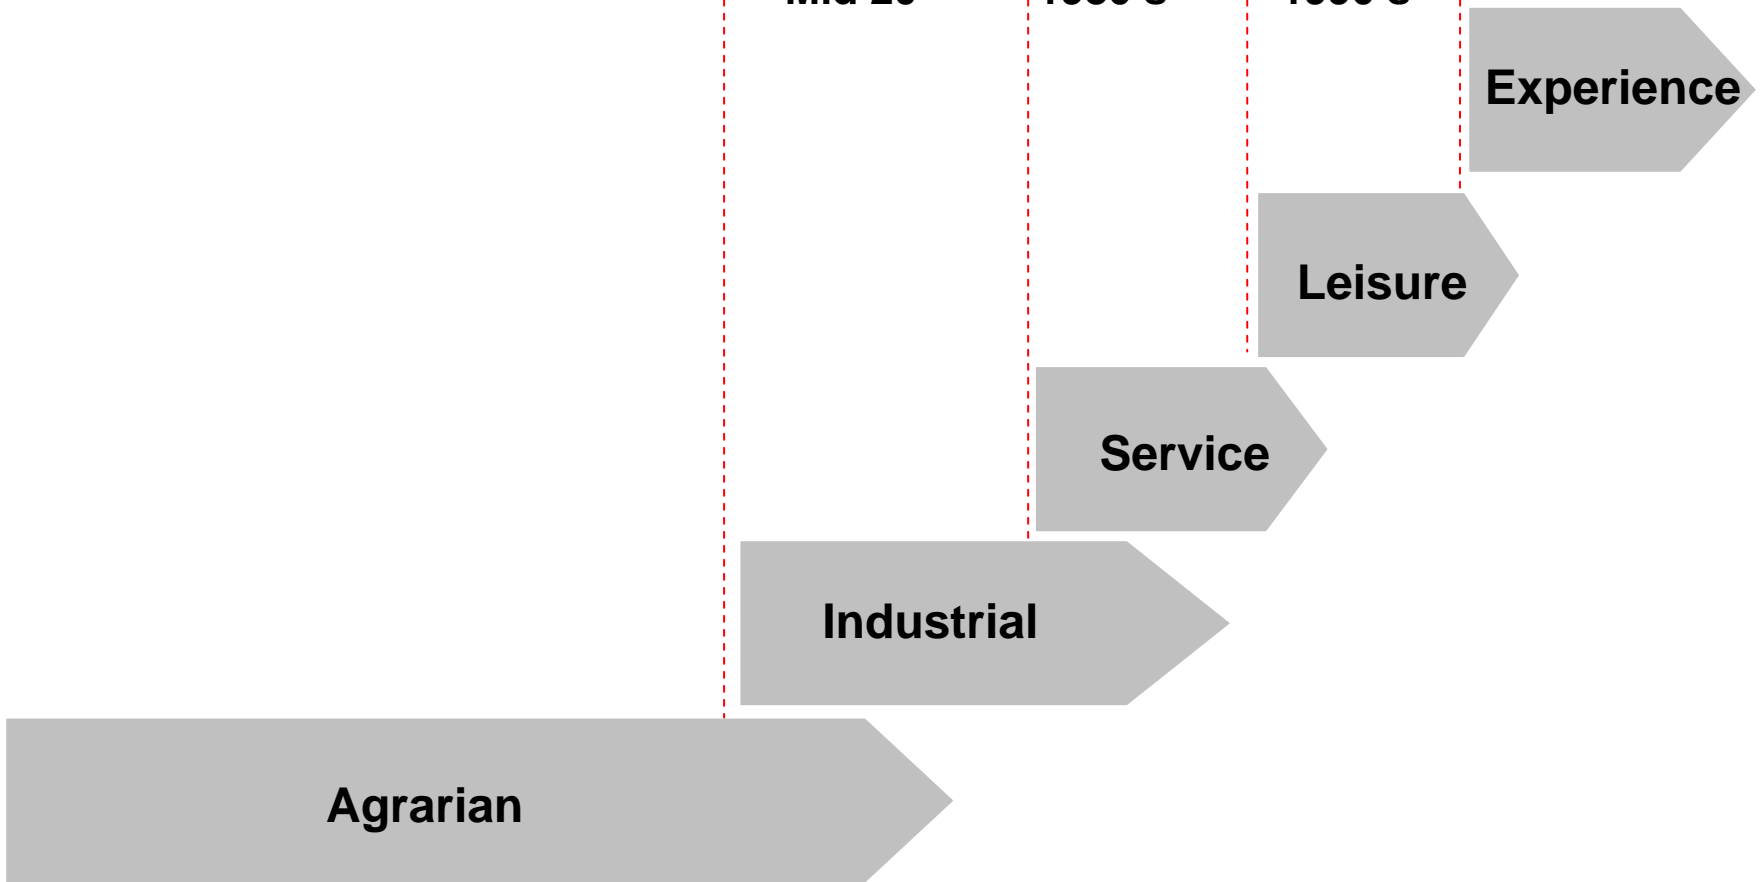 Experience
Leisure
Service
Industrial
Agrarian